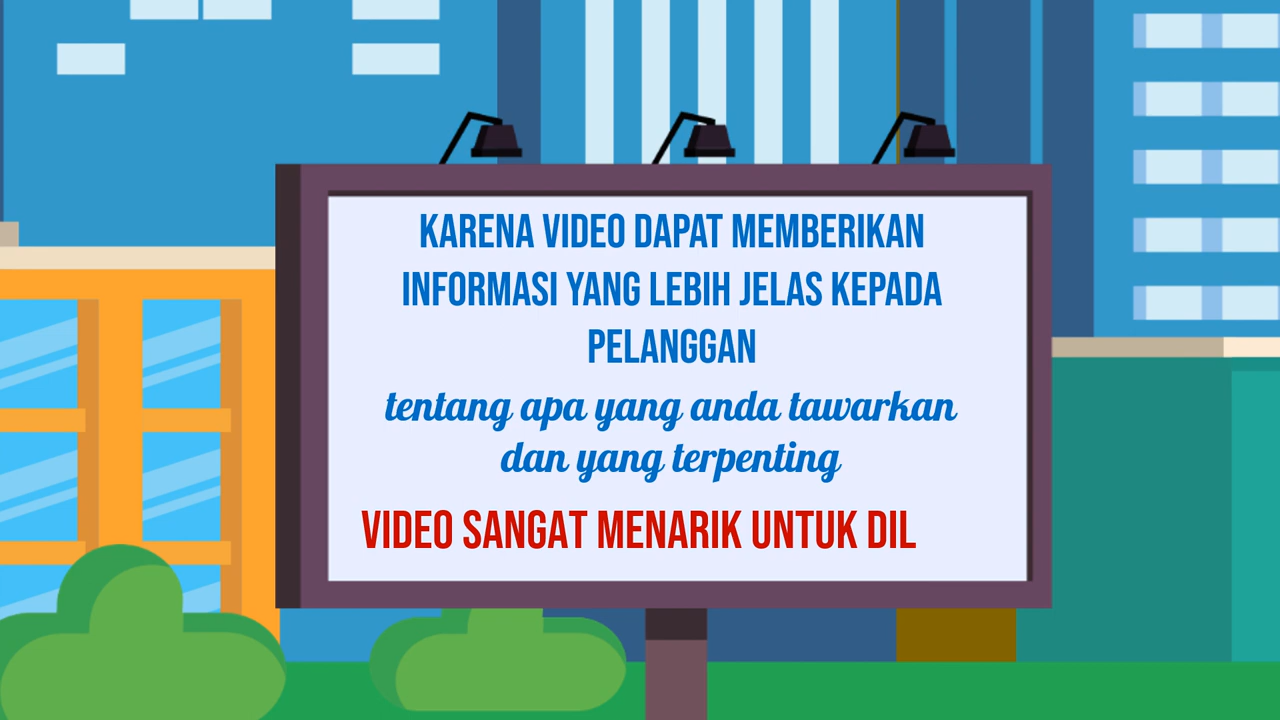 KARENA VIDEO DAPAT MEMBERIKAN
INFORMASI YANG LEBIH JELAS KEPADA
PELANGGAN
tentang apa yang anda tawarkan
dan yang terpenting
VIDEO SANGAT MENARIK UNTUK DIL